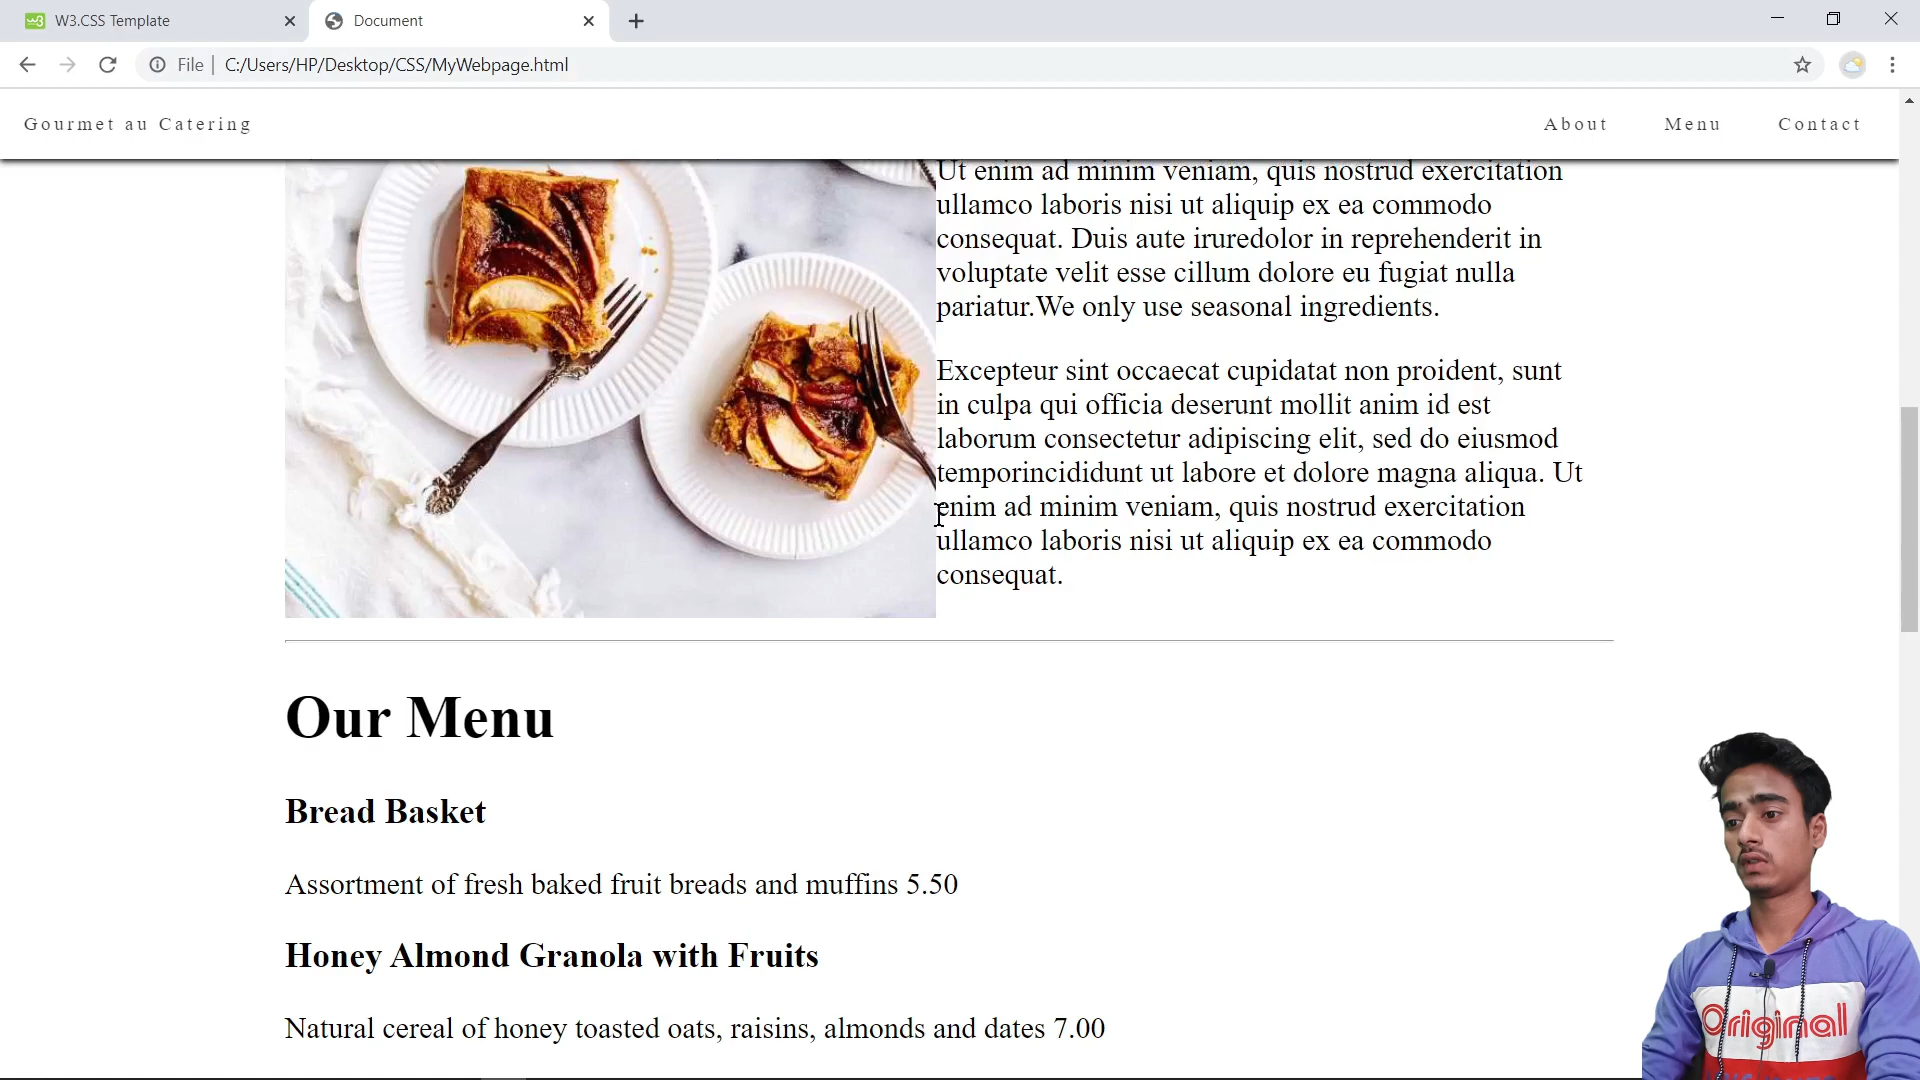 W3.CSS Template
Document
File
C:/Users/HP/Desktop/CSS/MyWebpage.html
Gourmet au Catering
About
Menu
Contact
Ut enim ad minim veniam, quis nostrud exercitation
ullamco laboris nisi ut aliquip ex ea commodo
consequat. Duis aute iruredolor in reprehenderit in
voluptate velit esse cillum dolore eu fugiat nulla
pariatur.We only use seasonal ingredients.
Excepteur sint occaecat cupidatat non proident, sunt
in culpa qui officia deserunt mollit anim id est
laborum consectetur adipiscing elit, sed do eiusmod
temporincididunt ut labore et dolore magna aliqua. Ut
enim ad minim veniam, quis nostrud exercitation
ullamco laboris nisi ut aliquip ex ea commodo
consequat.
Our Menu
Bread Basket
Assortment of fresh baked fruit breads and muffins 5.50
Honey Almond Granola with Fruits
Natural cereal of honey toasted oats, raisins, almonds and dates 7.00
Original